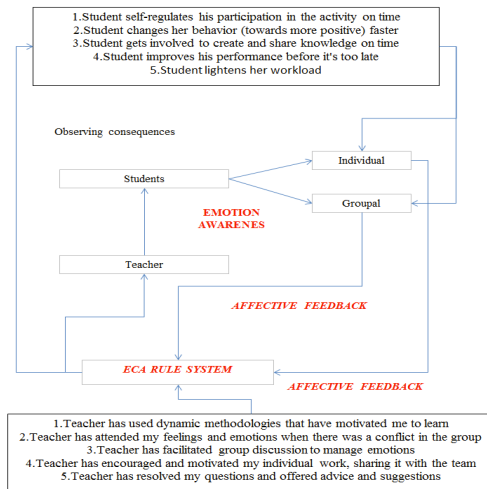 1.Student self-regulates his participation in the activity on time
2.Student changes her behavior (towards more positive) faster
3.Student gets involved to create and share knowledge on time
4.Student improves his performance before it's too late
5.Student lightens her workload
Observing consequences
Individual
Students
Groupal
EMOTION
AWARENES
Teacher
AFFECTIVE FEEDBACK
ECA RULE SYSTEM
AFFECTIVE FEEDBACK
1.Teacher has used dynamic methodologies that have motivated me to learn
2.Teacher has attended my feelings and emotions when there was a conflict in the group
3.Teacher has facilitated group discussion to manage emotions
4.Teacher has encouraged and motivated my individual work, sharing it with the team
5.Teacher has resolved my questions and offered advice and suggestions